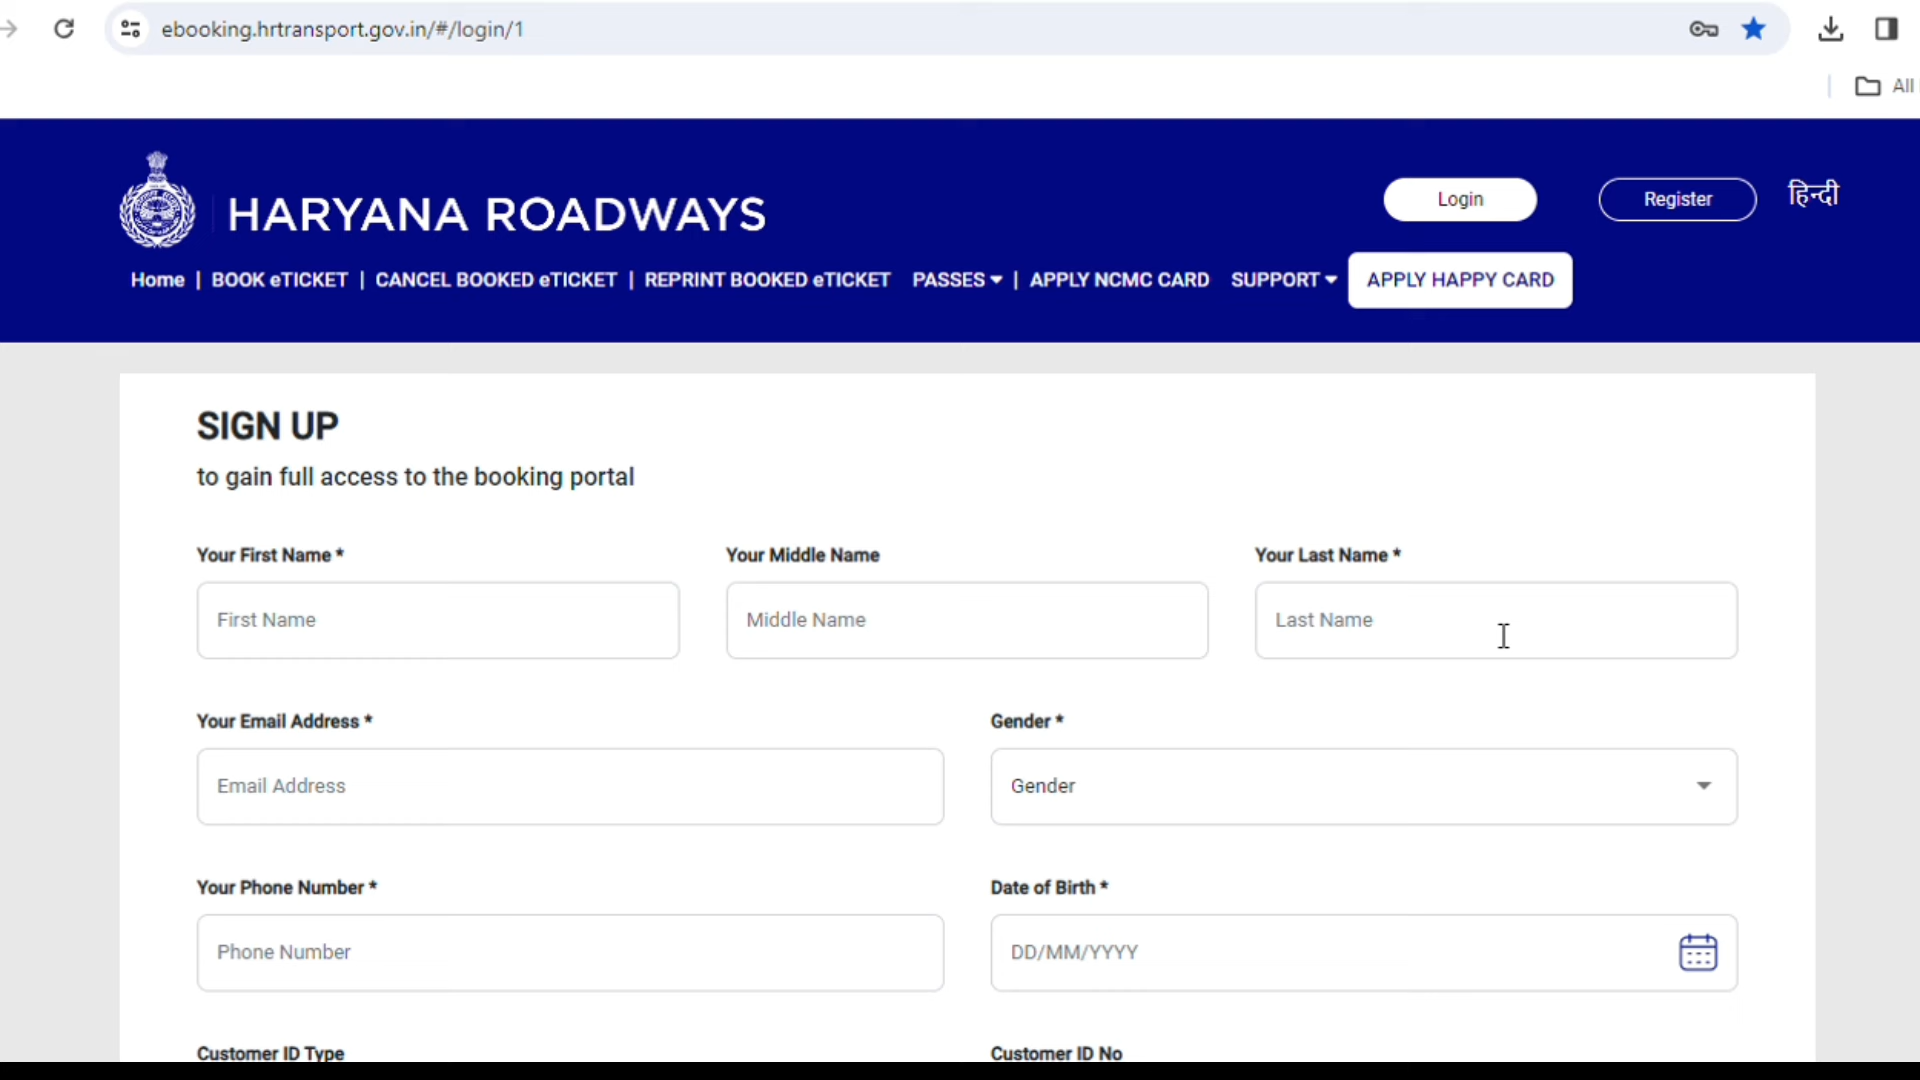 ebooking.hrtransport.gov.in/#/login/1
All
HARYANA ROADWAYS
Login
Register
हिन्दी
Home | BOOK eTICKET | CANCEL BOOKED eTICKET | REPRINT BOOKED eTICKET PASSES | APPLY NCMC CARD SUPPORT APPLY HAPPY CARD
SIGN UP
to gain full access to the booking portal
Your First Name * Your Middle Name Your Last Name *
First Name Middle Name Last Name
Your Email Address * Gender *
Email Address Gender
Your Phone Number * Date of Birth *
Phone Number DD/MM/YYYY
Customer ID Type Customer ID No